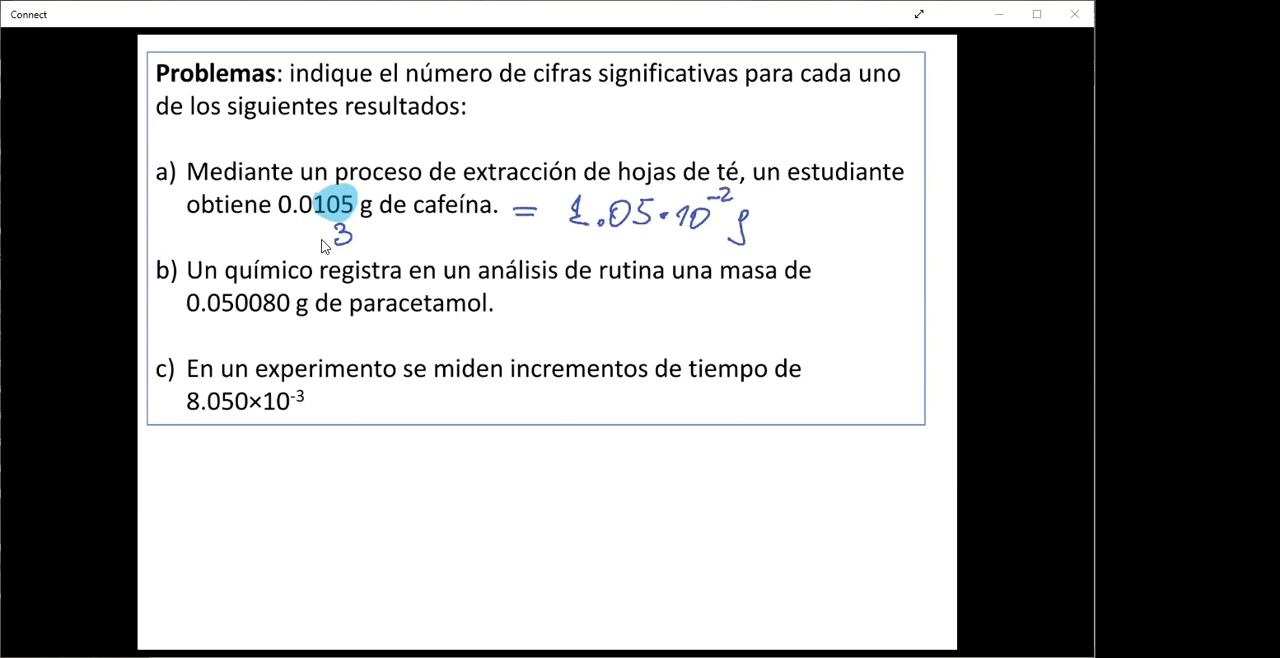 Connect
Problemas: indique el número de cifras significativas para cada uno
de los siguientes resultados:
a) Mediante un proceso de extracción de hojas de té, un estudiante
obtiene 0.0105 g de cafeína. = 1.05·10⁻² g
3
b) Un químico registra en un análisis de rutina una masa de
0.050080 g de paracetamol.
c) En un experimento se miden incrementos de tiempo de
8.050×10⁻³